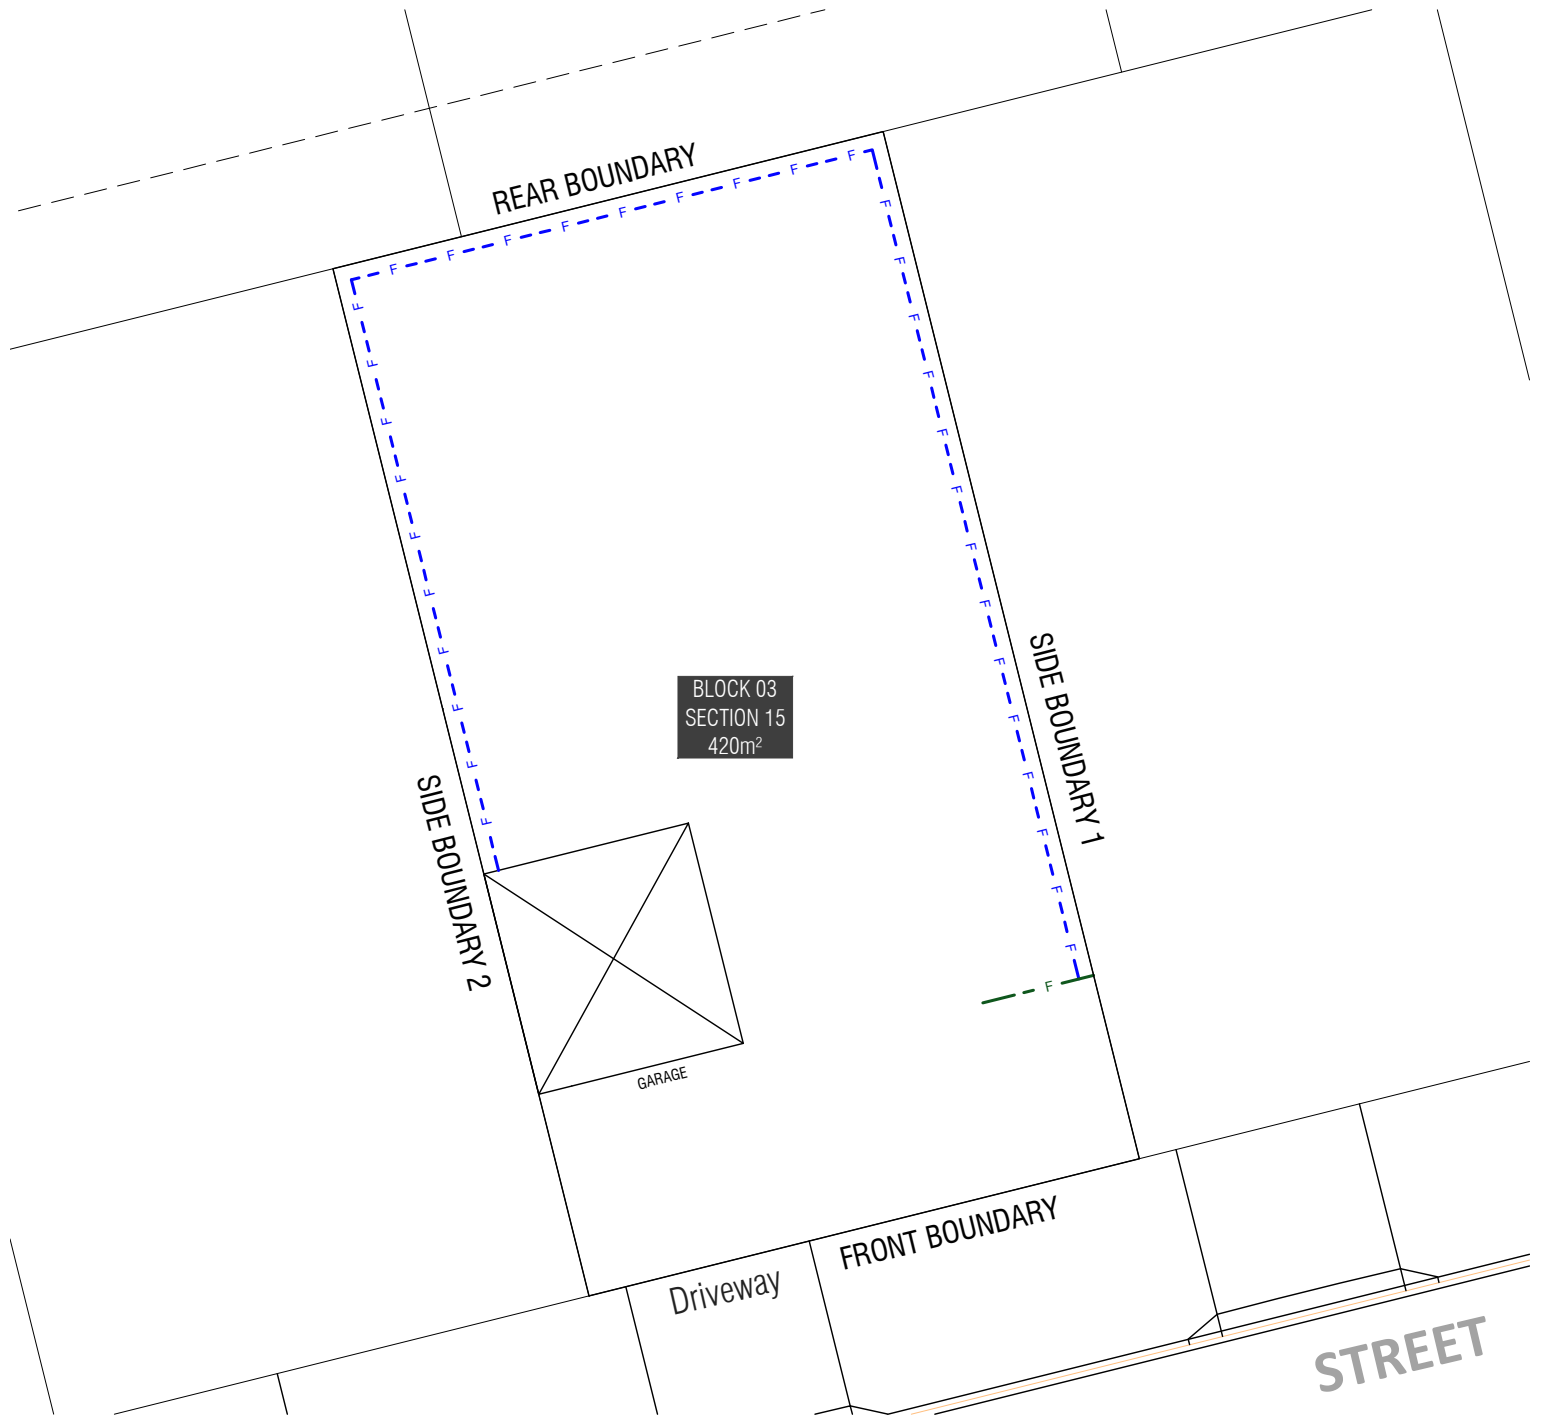 REAR BOUNDARY
F F F F F F F F F
F F F F F F F F F F
F F F F F F F F F F F F F F
BLOCK 03
SECTION 15
420m²
SIDE BOUNDARY 1
SIDE BOUNDARY 2
F
GARAGE
FRONT BOUNDARY
Driveway
STREET